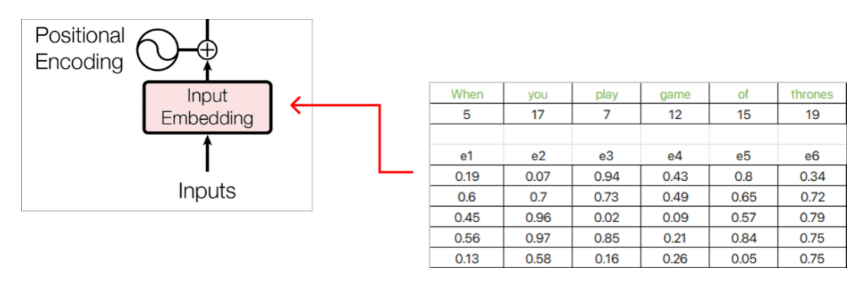 Positional
Encoding
Input
Embedding
Inputs
When you play game of thrones
5 17 7 12 15 19
e1 e2 e3 e4 e5 e6
0.19 0.07 0.94 0.43 0.8 0.34
0.6 0.7 0.73 0.49 0.65 0.72
0.45 0.96 0.02 0.09 0.57 0.79
0.56 0.97 0.85 0.21 0.84 0.75
0.13 0.58 0.16 0.26 0.05 0.75